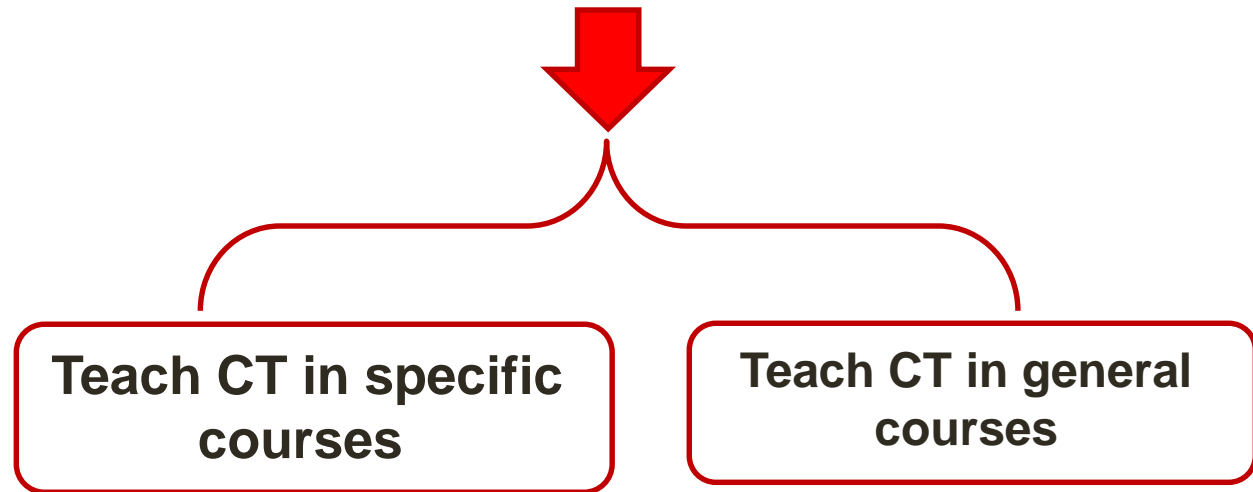 Teach CT in specific
courses
Teach CT in general
courses